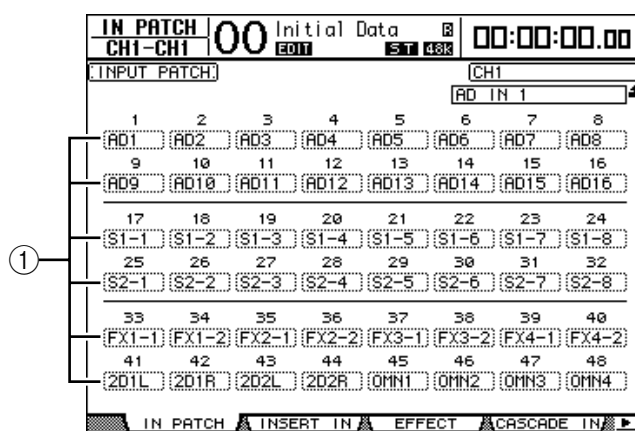 IN PATCH
CH1-CH1
00 Initial Data R
EDIT ST 48k
00:00:00.00
INPUT PATCH CH1
AD IN 1
1 2 3 4 5 6 7 8
AD1 AD2 AD3 AD4 AD5 AD6 AD7 AD8
9 10 11 12 13 14 15 16
AD9 AD10 AD11 AD12 AD13 AD14 AD15 AD16
17 18 19 20 21 22 23 24
S1-1 S1-2 S1-3 S1-4 S1-5 S1-6 S1-7 S1-8
① 25 26 27 28 29 30 31 32
S2-1 S2-2 S2-3 S2-4 S2-5 S2-6 S2-7 S2-8
33 34 35 36 37 38 39 40
FX1-1 FX1-2 FX2-1 FX2-2 FX3-1 FX3-2 FX4-1 FX4-2
41 42 43 44 45 46 47 48
2D1L 2D1R 2D2L 2D2R OMN1 OMN2 OMN3 OMN4
IN PATCH INSERT IN EFFECT CASCADE IN